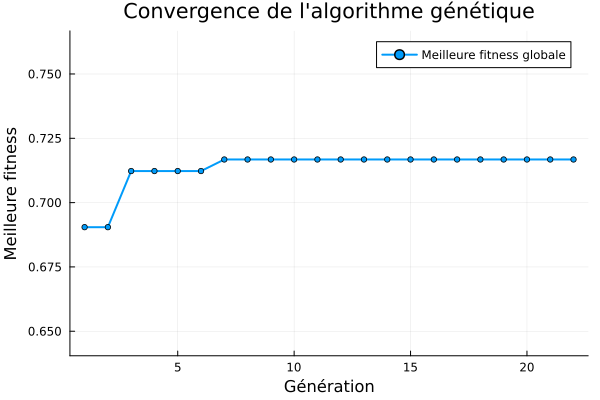 Convergence de l'algorithme génétique
Meilleure fitness globale
Meilleure fitness
0.750
0.725
0.700
0.675
0.650
5
10
15
20
Génération